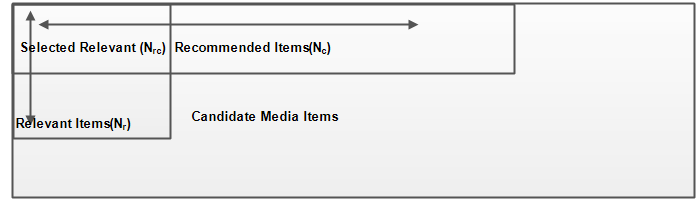 Selected Relevant (Nrc) Recommended Items(Nc)
Candidate Media Items
Relevant Items(Nr)